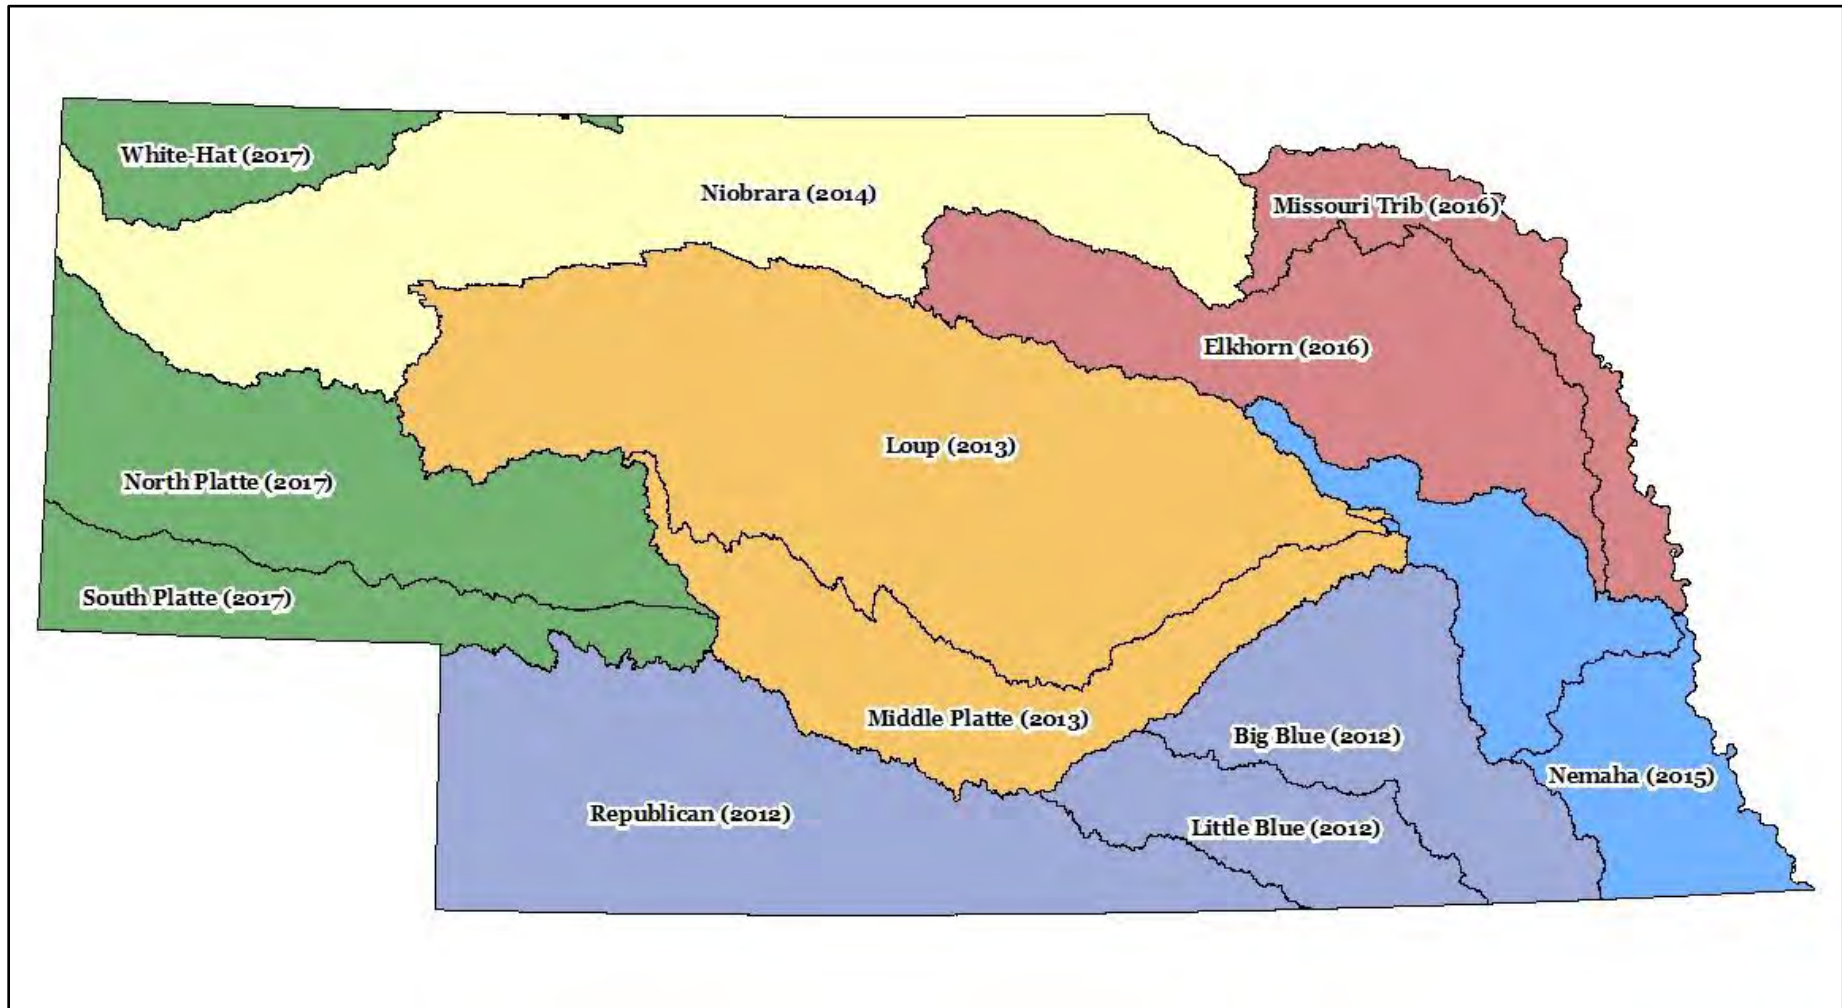 White-Hat (2017)
Niobrara (2014)
Missouri Trib (2016)
Elkhorn (2016)
Loup (2013)
North Platte (2017)
South Platte (2017)
Middle Platte (2013)
Big Blue (2012)
Nemaha (2015)
Republican (2012)
Little Blue (2012)